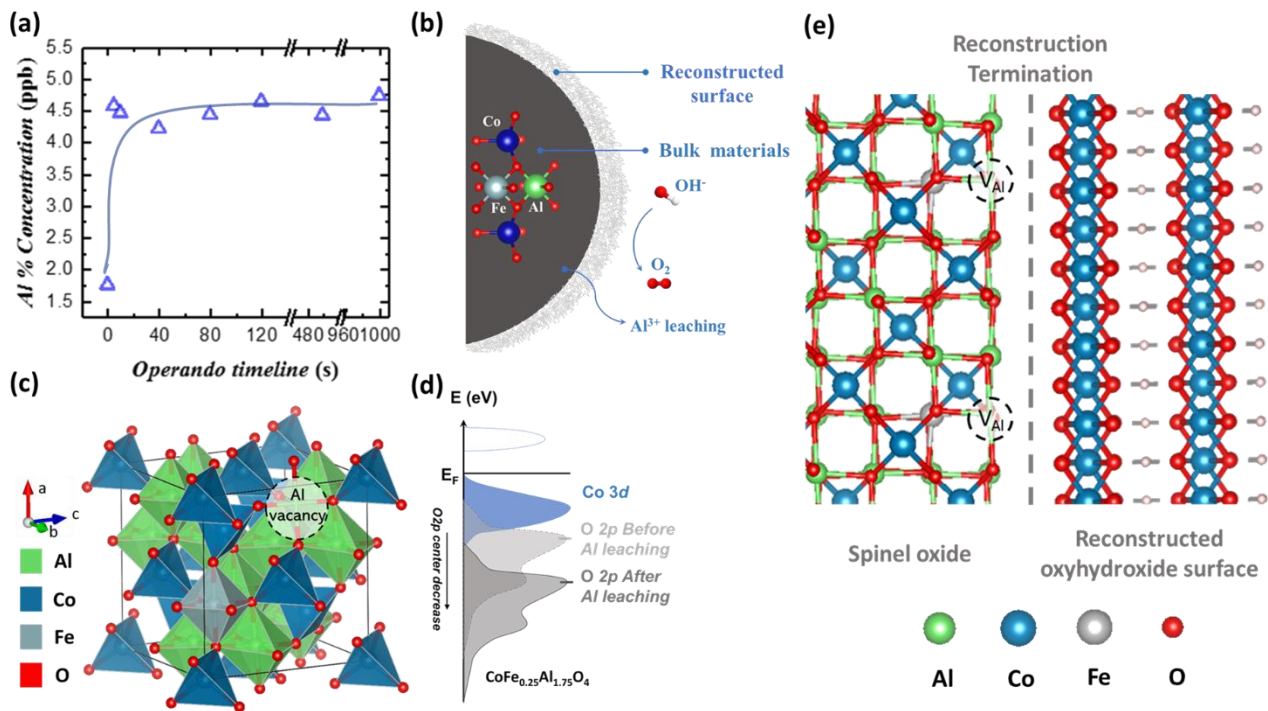 (a)
Al % Concentration (ppb)
5.5
5.0
4.5
4.0
3.5
3.0
2.5
2.0
1.5
0 40 80 120 480 960 1000
Operando timeline (s)
(b)
Reconstructed
surface
Co
Bulk materials
Fe
Al
OH-
O2
Al3+ leaching
(c)
a
c
b
Al
vacancy
Al
Co
Fe
O
(d)
E (eV)
EF
Co 3d
O 2p Before
Al leaching
O 2p After
Al leaching
O2p center decrease
CoFe0.25Al1.75O4
(e)
Reconstruction
Termination
VAl
VAl
Spinel oxide
Reconstructed
oxyhydroxide surface
Al Co Fe O